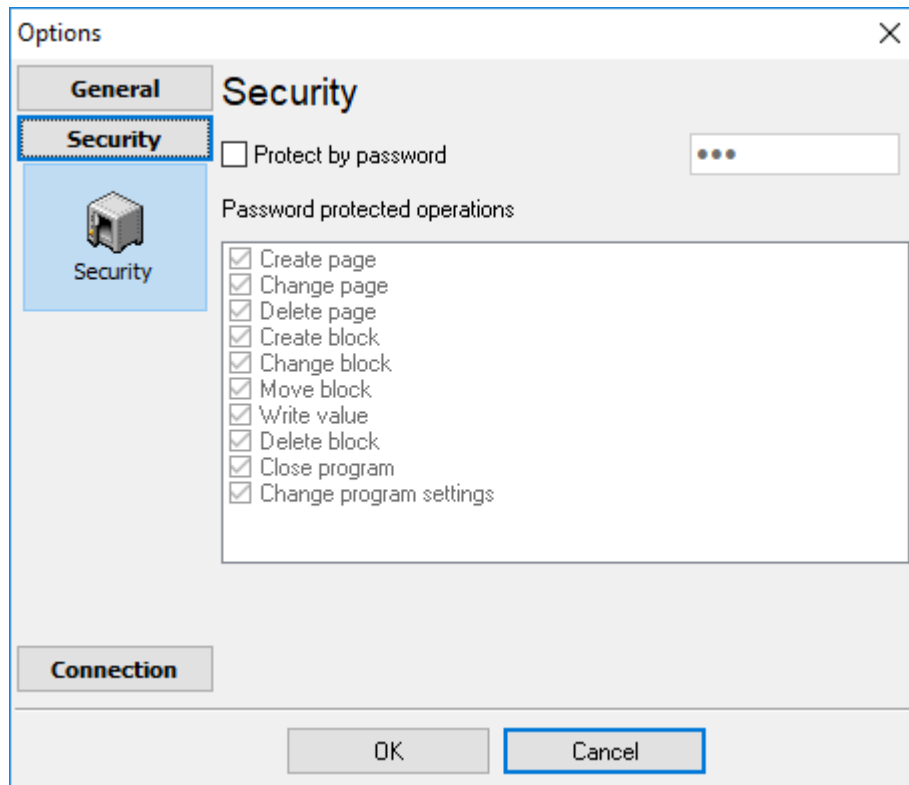 Options
General
Security
Security
Protect by password
•••
Password protected operations
Security
Create page
Change page
Delete page
Create block
Change block
Move block
Write value
Delete block
Close program
Change program settings
Connection
OK
Cancel